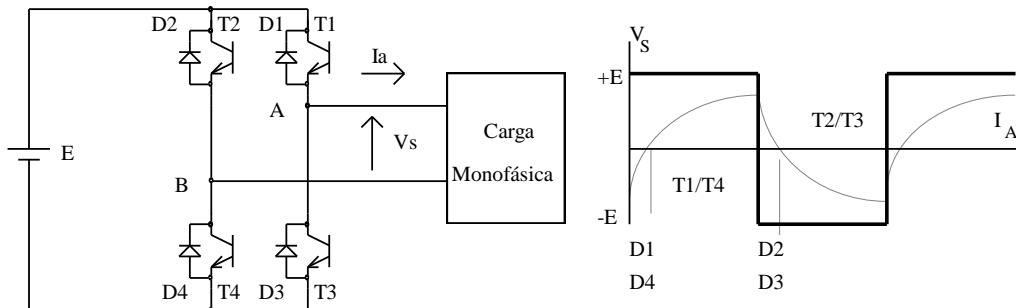 D2 T2 D1 T1
Ia
A
E
Vs
B
Carga
Monofásica
D4 T4 D3 T3
V S
+E
T2/T3
I A
T1/T4
-E
D1 D2
D4 D3